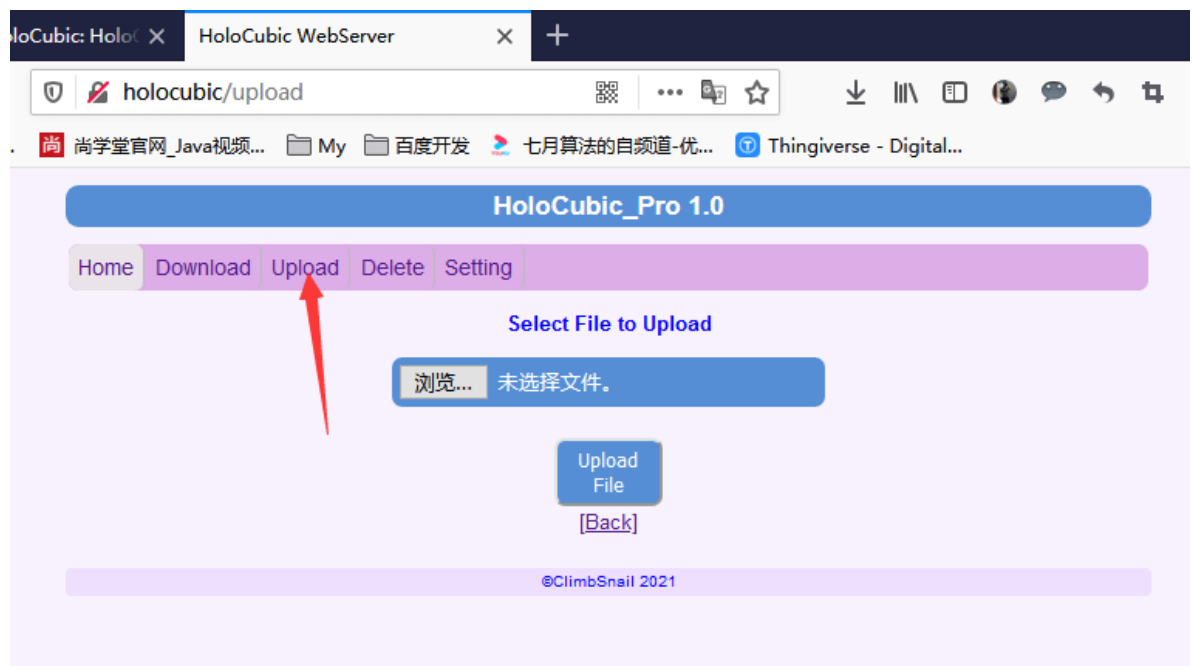 loCubic: Holo
HoloCubic WebServer
holocubic/upload
尚 尚学堂官网_Java视频... My 百度开发 七月算法的自频道-优... Thingiverse - Digital...
HoloCubic_Pro 1.0
Home Download Upload Delete Setting
Select File to Upload
浏览... 未选择文件。
Upload
File
[Back]
©ClimbSnail 2021